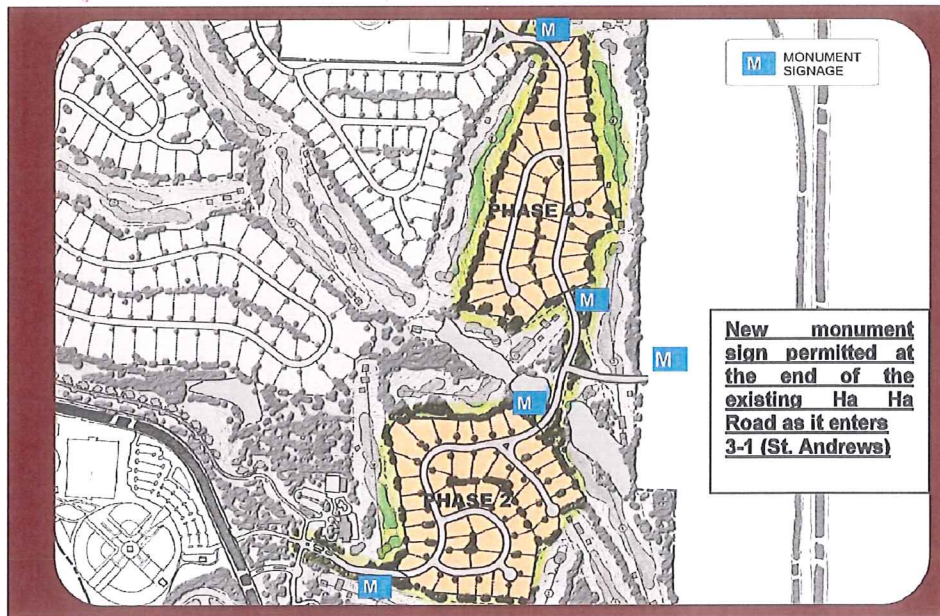 M
M MONUMENT
SIGNAGE
PHASE 4
M
New monument
sign permitted at
the end of the
existing Ha Ha
Road as it enters
3-1 (St. Andrews)
M
M
PHASE 2
M